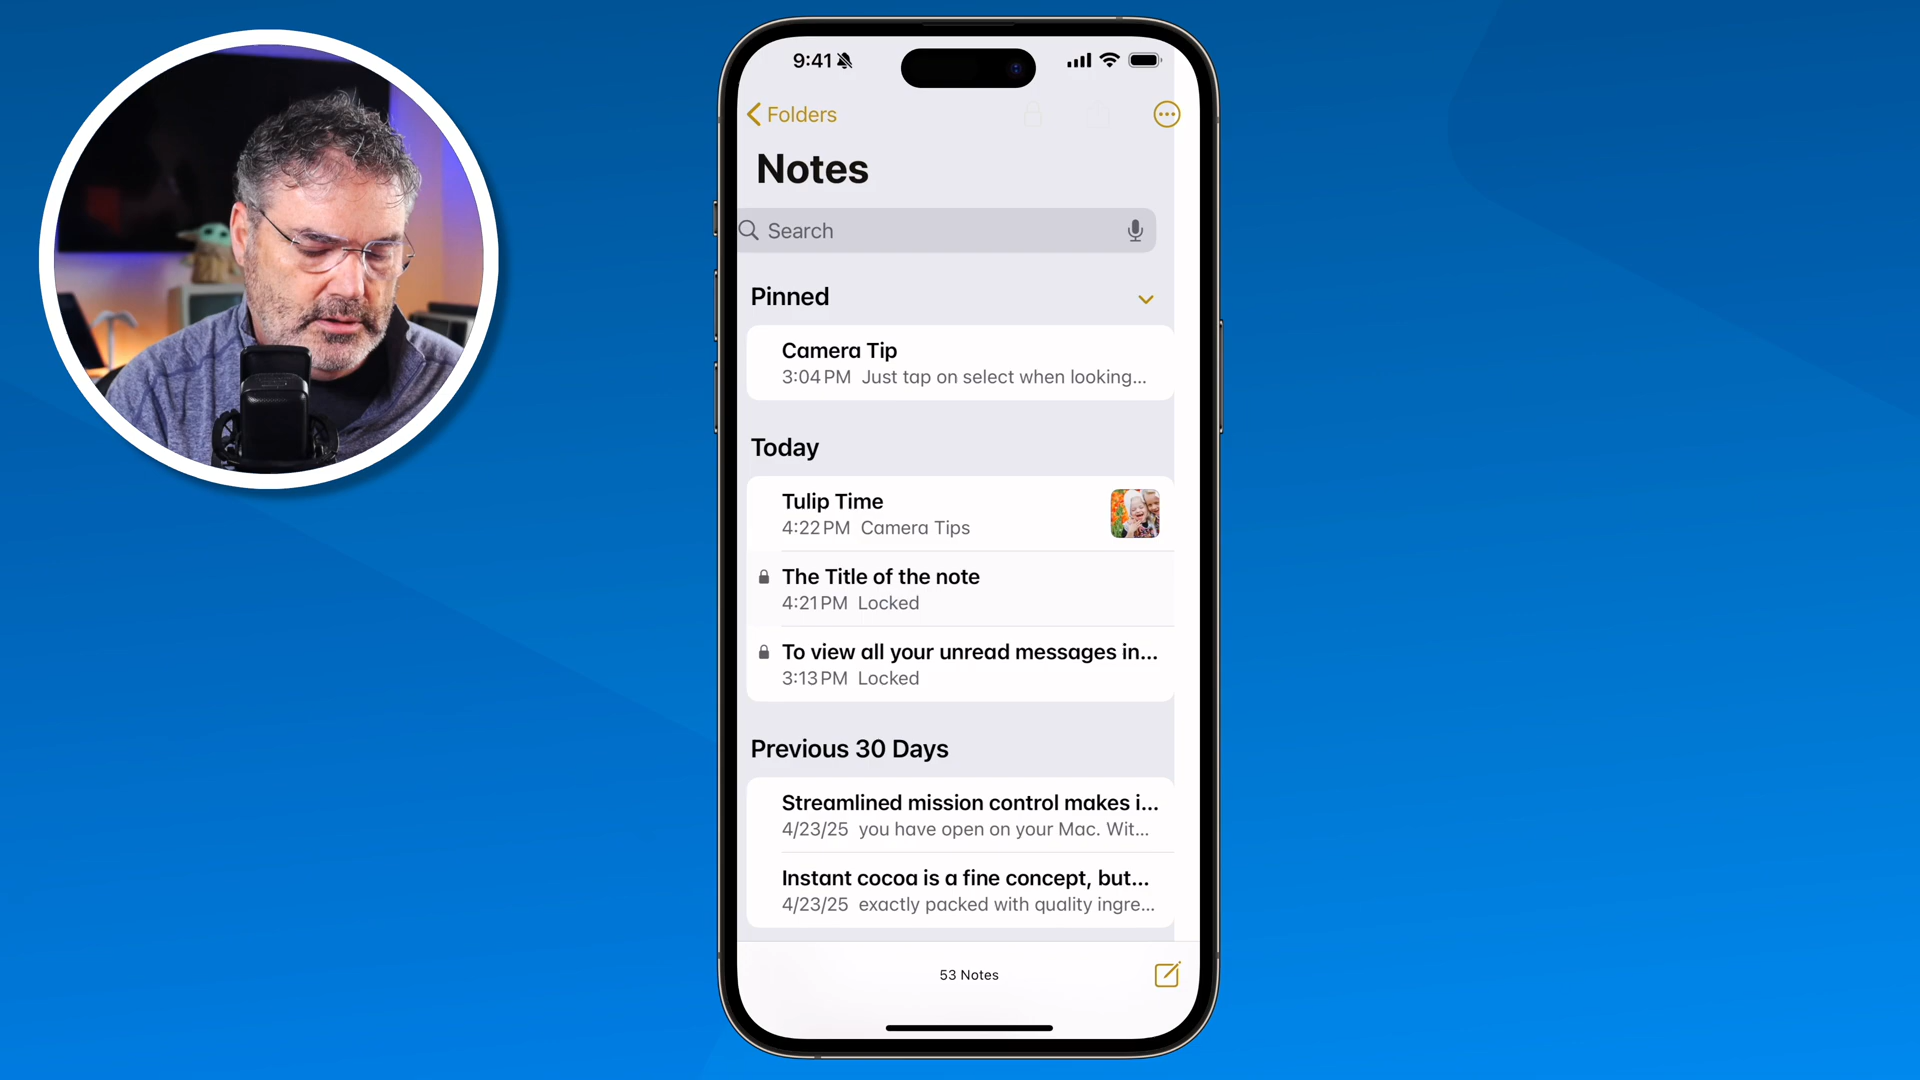 9:41
Folders
Notes
Search
Pinned
Camera Tip
3:04 PM Just tap on select when looking...
Today
Tulip Time
4:22 PM Camera Tips
The Title of the note
4:21 PM Locked
To view all your unread messages in...
3:13 PM Locked
Previous 30 Days
Streamlined mission control makes i...
4/23/25 you have open on your Mac. Wit...
Instant cocoa is a fine concept, but...
4/23/25 exactly packed with quality ingre...
53 Notes